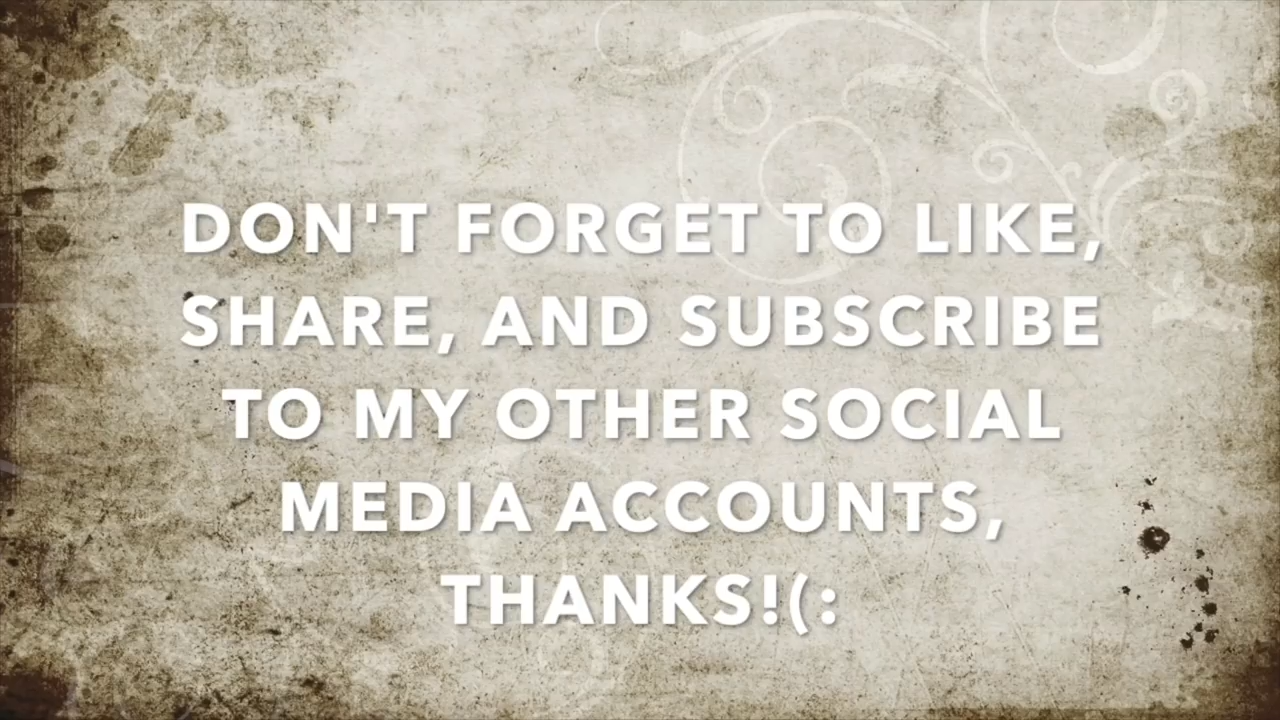 DON'T FORGET TO LIKE,
SHARE, AND SUBSCRIBE
TO MY OTHER SOCIAL
MEDIA ACCOUNTS,
THANKS!(: